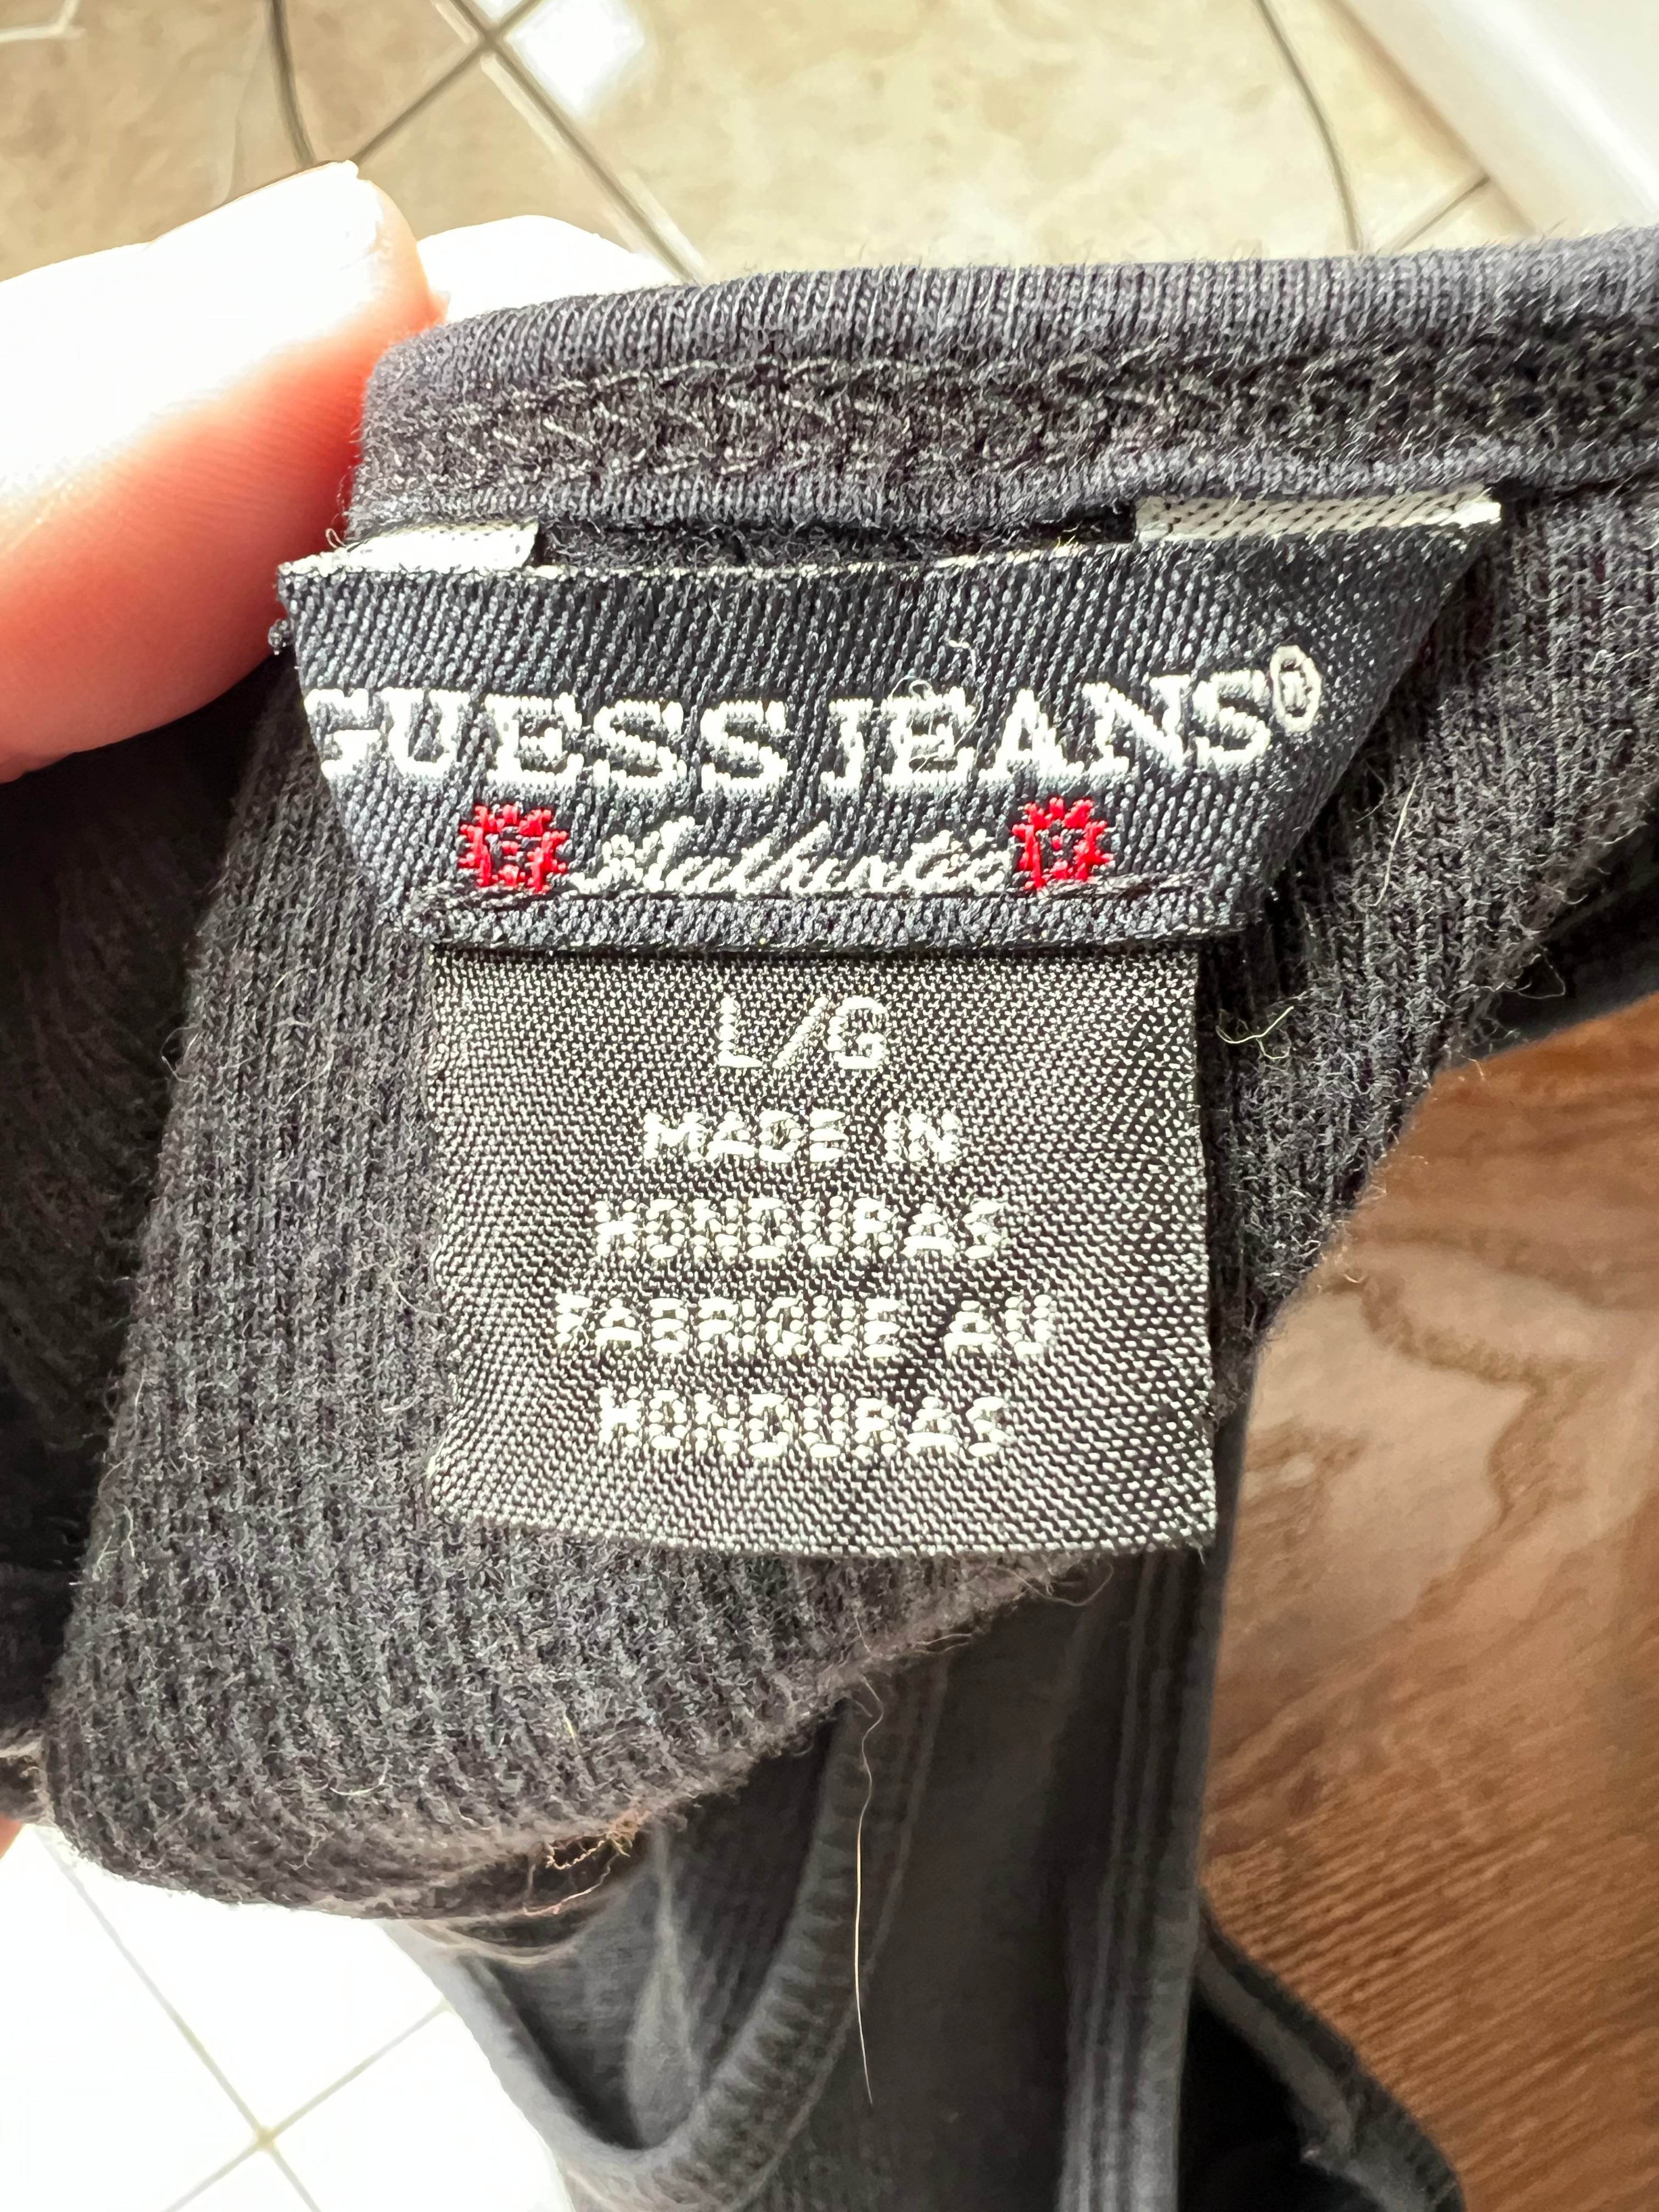 GUESS JEANS®
Authentic
L/G
MADE IN
HONDURAS
FABRIQUE AU
HONDURAS